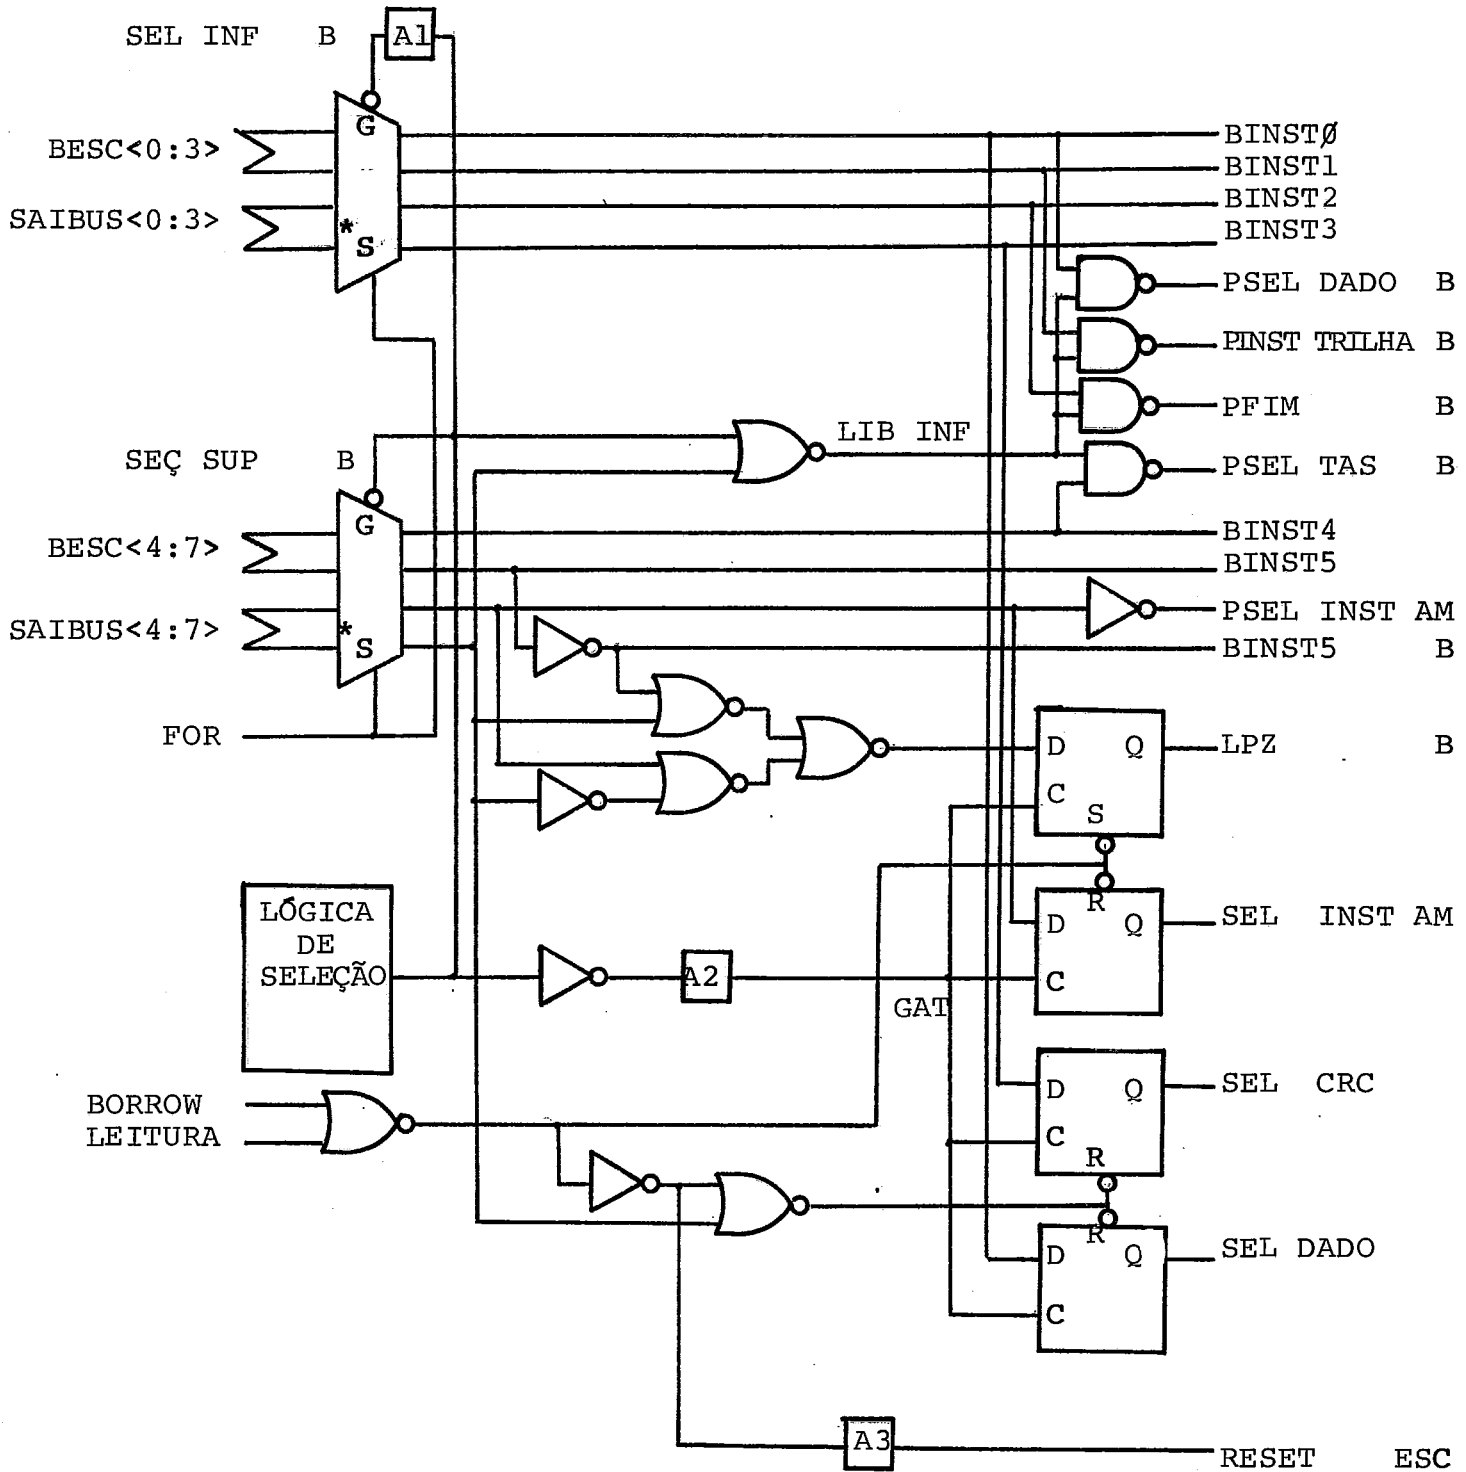 SEL INF B
A1
G
BESC<0:3>
SAIBUS<0:3>
*
S
BINSTØ
BINST1
BINST2
BINST3
PSEL DADO B
PINST TRILHA B
PFIM B
LIB INF
SEÇ SUP B
PSEL TAS B
G
BESC<4:7>
BINST4
BINST5
SAIBUS<4:7>
*
S
PSEL INST AM
BINST5 B
FOR
D Q
LPZ B
C
S
LÓGICA
DE
SELEÇÃO
R
D Q
SEL INST AM
A2
C
GAT
BORROW
LEITURA
D Q
SEL CRC
C
R
R
D Q
SEL DADO
C
A3
RESET ESC